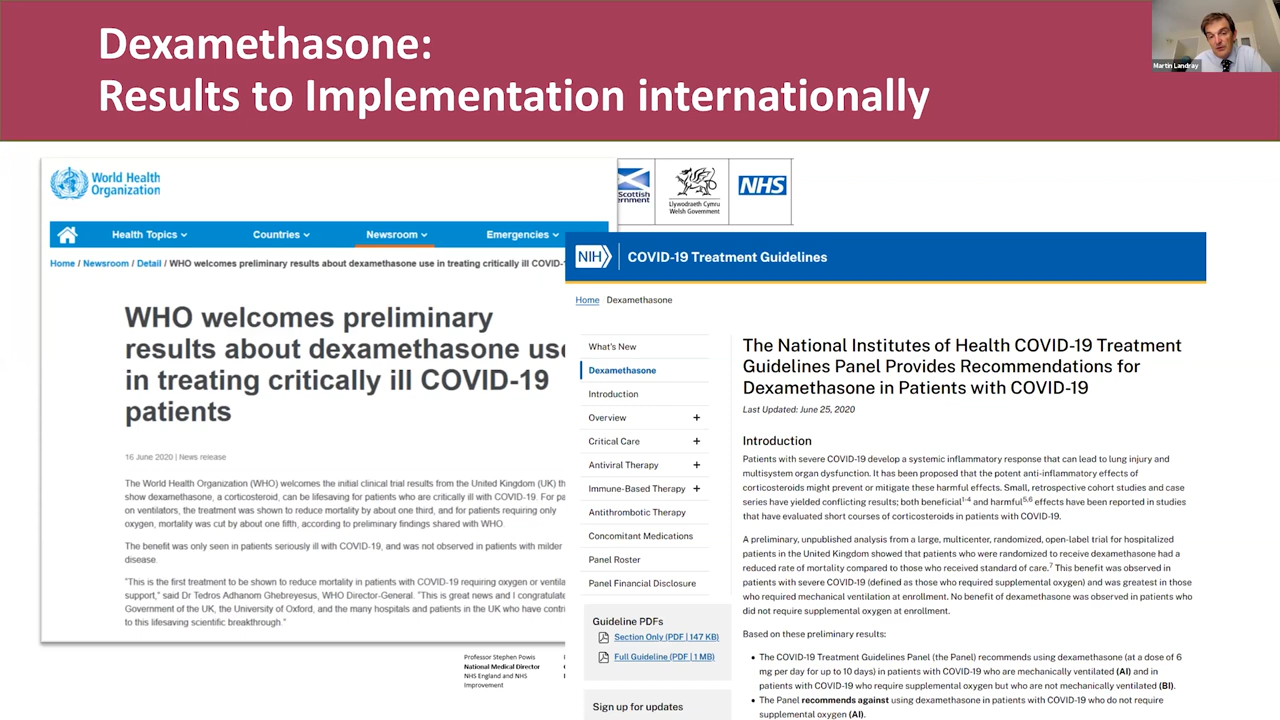 Dexamethasone:
Results to Implementation internationally
Martin Landray
World Health
Organization
Health Topics
Countries
Newsroom
Emergencies
Home / Newsroom / Detail / WHO welcomes preliminary results about dexamethasone use in treating critically ill COVID-
WHO welcomes preliminary
results about dexamethasone use
in treating critically ill COVID-19
patients
16 June 2020 | News release
The World Health Organization (WHO) welcomes the initial clinical trial results from the United Kingdom (UK) th
show dexamethasone, a corticosteroid, can be lifesaving for patients who are critically ill with COVID-19. For pa
on ventilators, the treatment was shown to reduce mortality by about one third, and for patients requiring only
oxygen, mortality was cut by about one fifth, according to preliminary findings shared with WHO.
The benefit was only seen in patients seriously ill with COVID-19, and was not observed in patients with milder
disease.
"This is the first treatment to be shown to reduce mortality in patients with COVID-19 requiring oxygen or ventila
support," said Dr Tedros Adhanom Ghebreyesus, WHO Director-General. "This is great news and I congratulate
Government of the UK, the University of Oxford, and the many hospitals and patients in the UK who have contr
to this lifesaving scientific breakthrough."
Scottish
ernment
Llywodraeth Cymru
Welsh Government
NHS
Professor Stephen Powis
National Medical Director
NHS England and NHS
Improvement
NIH
COVID-19 Treatment Guidelines
Home Dexamethasone
What's New
Dexamethasone
Introduction
Overview +
Critical Care +
Antiviral Therapy +
Immune-Based Therapy +
Antithrombotic Therapy
Concomitant Medications
Panel Roster
Panel Financial Disclosure
Guideline PDFs
Section Only (PDF | 147 KB)
Full Guideline (PDF | 1 MB)
Sign up for updates
The National Institutes of Health COVID-19 Treatment
Guidelines Panel Provides Recommendations for
Dexamethasone in Patients with COVID-19
Last Updated: June 25, 2020
Introduction
Patients with severe COVID-19 develop a systemic inflammatory response that can lead to lung injury and
multisystem organ dysfunction. It has been proposed that the potent anti-inflammatory effects of
corticosteroids might prevent or mitigate these harmful effects. Small, retrospective cohort studies and case
series have yielded conflicting results; both beneficial1-4 and harmful5,6 effects have been reported in studies
that have evaluated short courses of corticosteroids in patients with COVID-19.
A preliminary, unpublished analysis from a large, multicenter, randomized, open-label trial for hospitalized
patients in the United Kingdom showed that patients who were randomized to receive dexamethasone had a
reduced rate of mortality compared to those who received standard of care.7 This benefit was observed in
patients with severe COVID-19 (defined as those who required supplemental oxygen) and was greatest in those
who required mechanical ventilation at enrollment. No benefit of dexamethasone was observed in patients who
did not require supplemental oxygen at enrollment.
Based on these preliminary results:
• The COVID-19 Treatment Guidelines Panel (the Panel) recommends using dexamethasone (at a dose of 6
mg per day for up to 10 days) in patients with COVID-19 who are mechanically ventilated (AI) and in
patients with COVID-19 who require supplemental oxygen but who are not mechanically ventilated (BI).
• The Panel recommends against using dexamethasone in patients with COVID-19 who do not require
supplemental oxygen (AI).